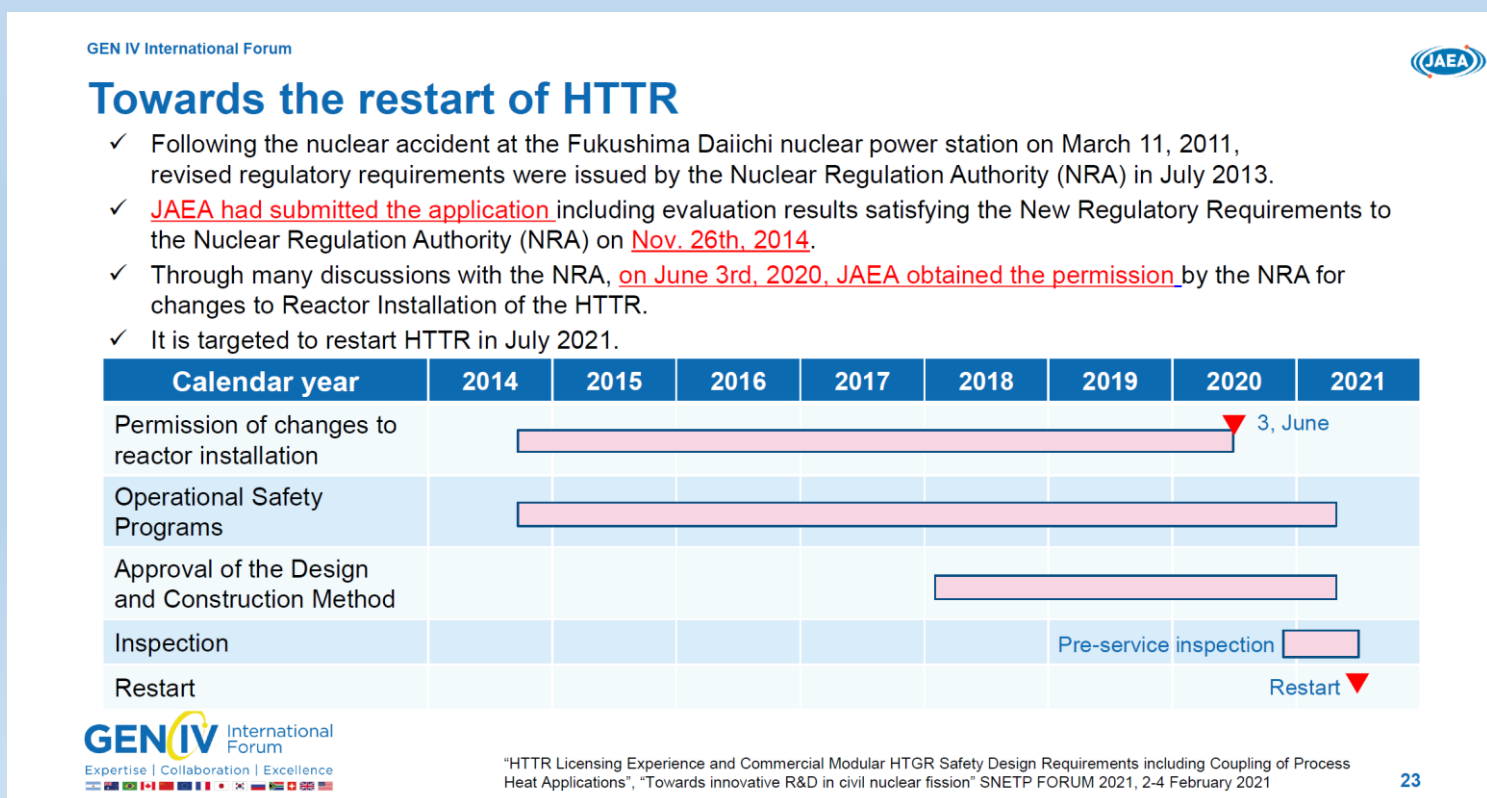 GEN IV International Forum
JAEA
Towards the restart of HTTR
✓ Following the nuclear accident at the Fukushima Daiichi nuclear power station on March 11, 2011,
revised regulatory requirements were issued by the Nuclear Regulation Authority (NRA) in July 2013.
✓ JAEA had submitted the application including evaluation results satisfying the New Regulatory Requirements to
the Nuclear Regulation Authority (NRA) on Nov. 26th, 2014.
✓ Through many discussions with the NRA, on June 3rd, 2020, JAEA obtained the permission by the NRA for
changes to Reactor Installation of the HTTR.
✓ It is targeted to restart HTTR in July 2021.
Calendar year 2014 2015 2016 2017 2018 2019 2020 2021
Permission of changes to
reactor installation
3, June
Operational Safety
Programs
Approval of the Design
and Construction Method
Inspection
Pre-service inspection
Restart
Restart
GEN IV International
Forum
Expertise | Collaboration | Excellence
"HTTR Licensing Experience and Commercial Modular HTGR Safety Design Requirements including Coupling of Process
Heat Applications", "Towards innovative R&D in civil nuclear fission" SNETP FORUM 2021, 2-4 February 2021
23